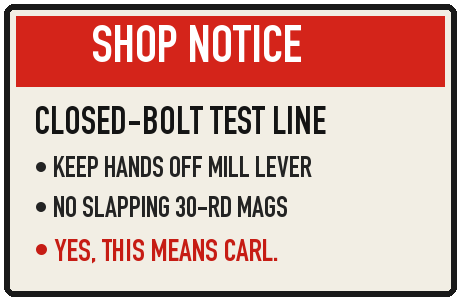 SHOP NOTICE
CLOSED-BOLT TEST LINE
• KEEP HANDS OFF MILL LEVER
• NO SLAPPING 30-RD MAGS
• YES, THIS MEANS CARL.